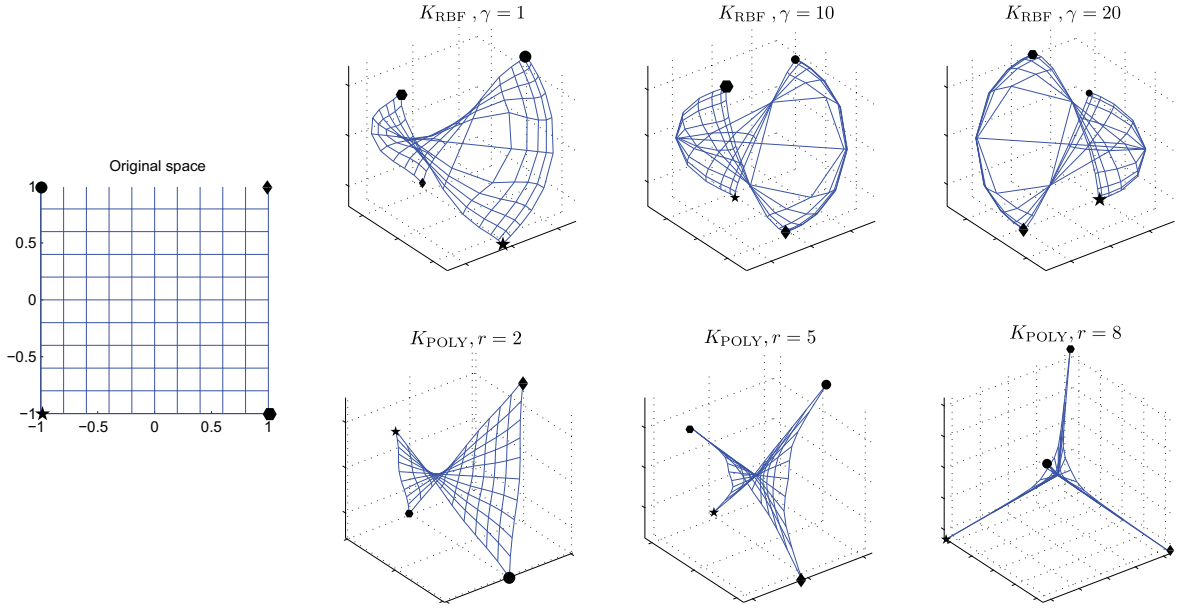 K_RBF , γ = 1
K_RBF , γ = 10
K_RBF , γ = 20
Original space
1
0.5
0
−0.5
−1
−1
−0.5
0
0.5
1
K_POLY, r = 2
K_POLY, r = 5
K_POLY, r = 8